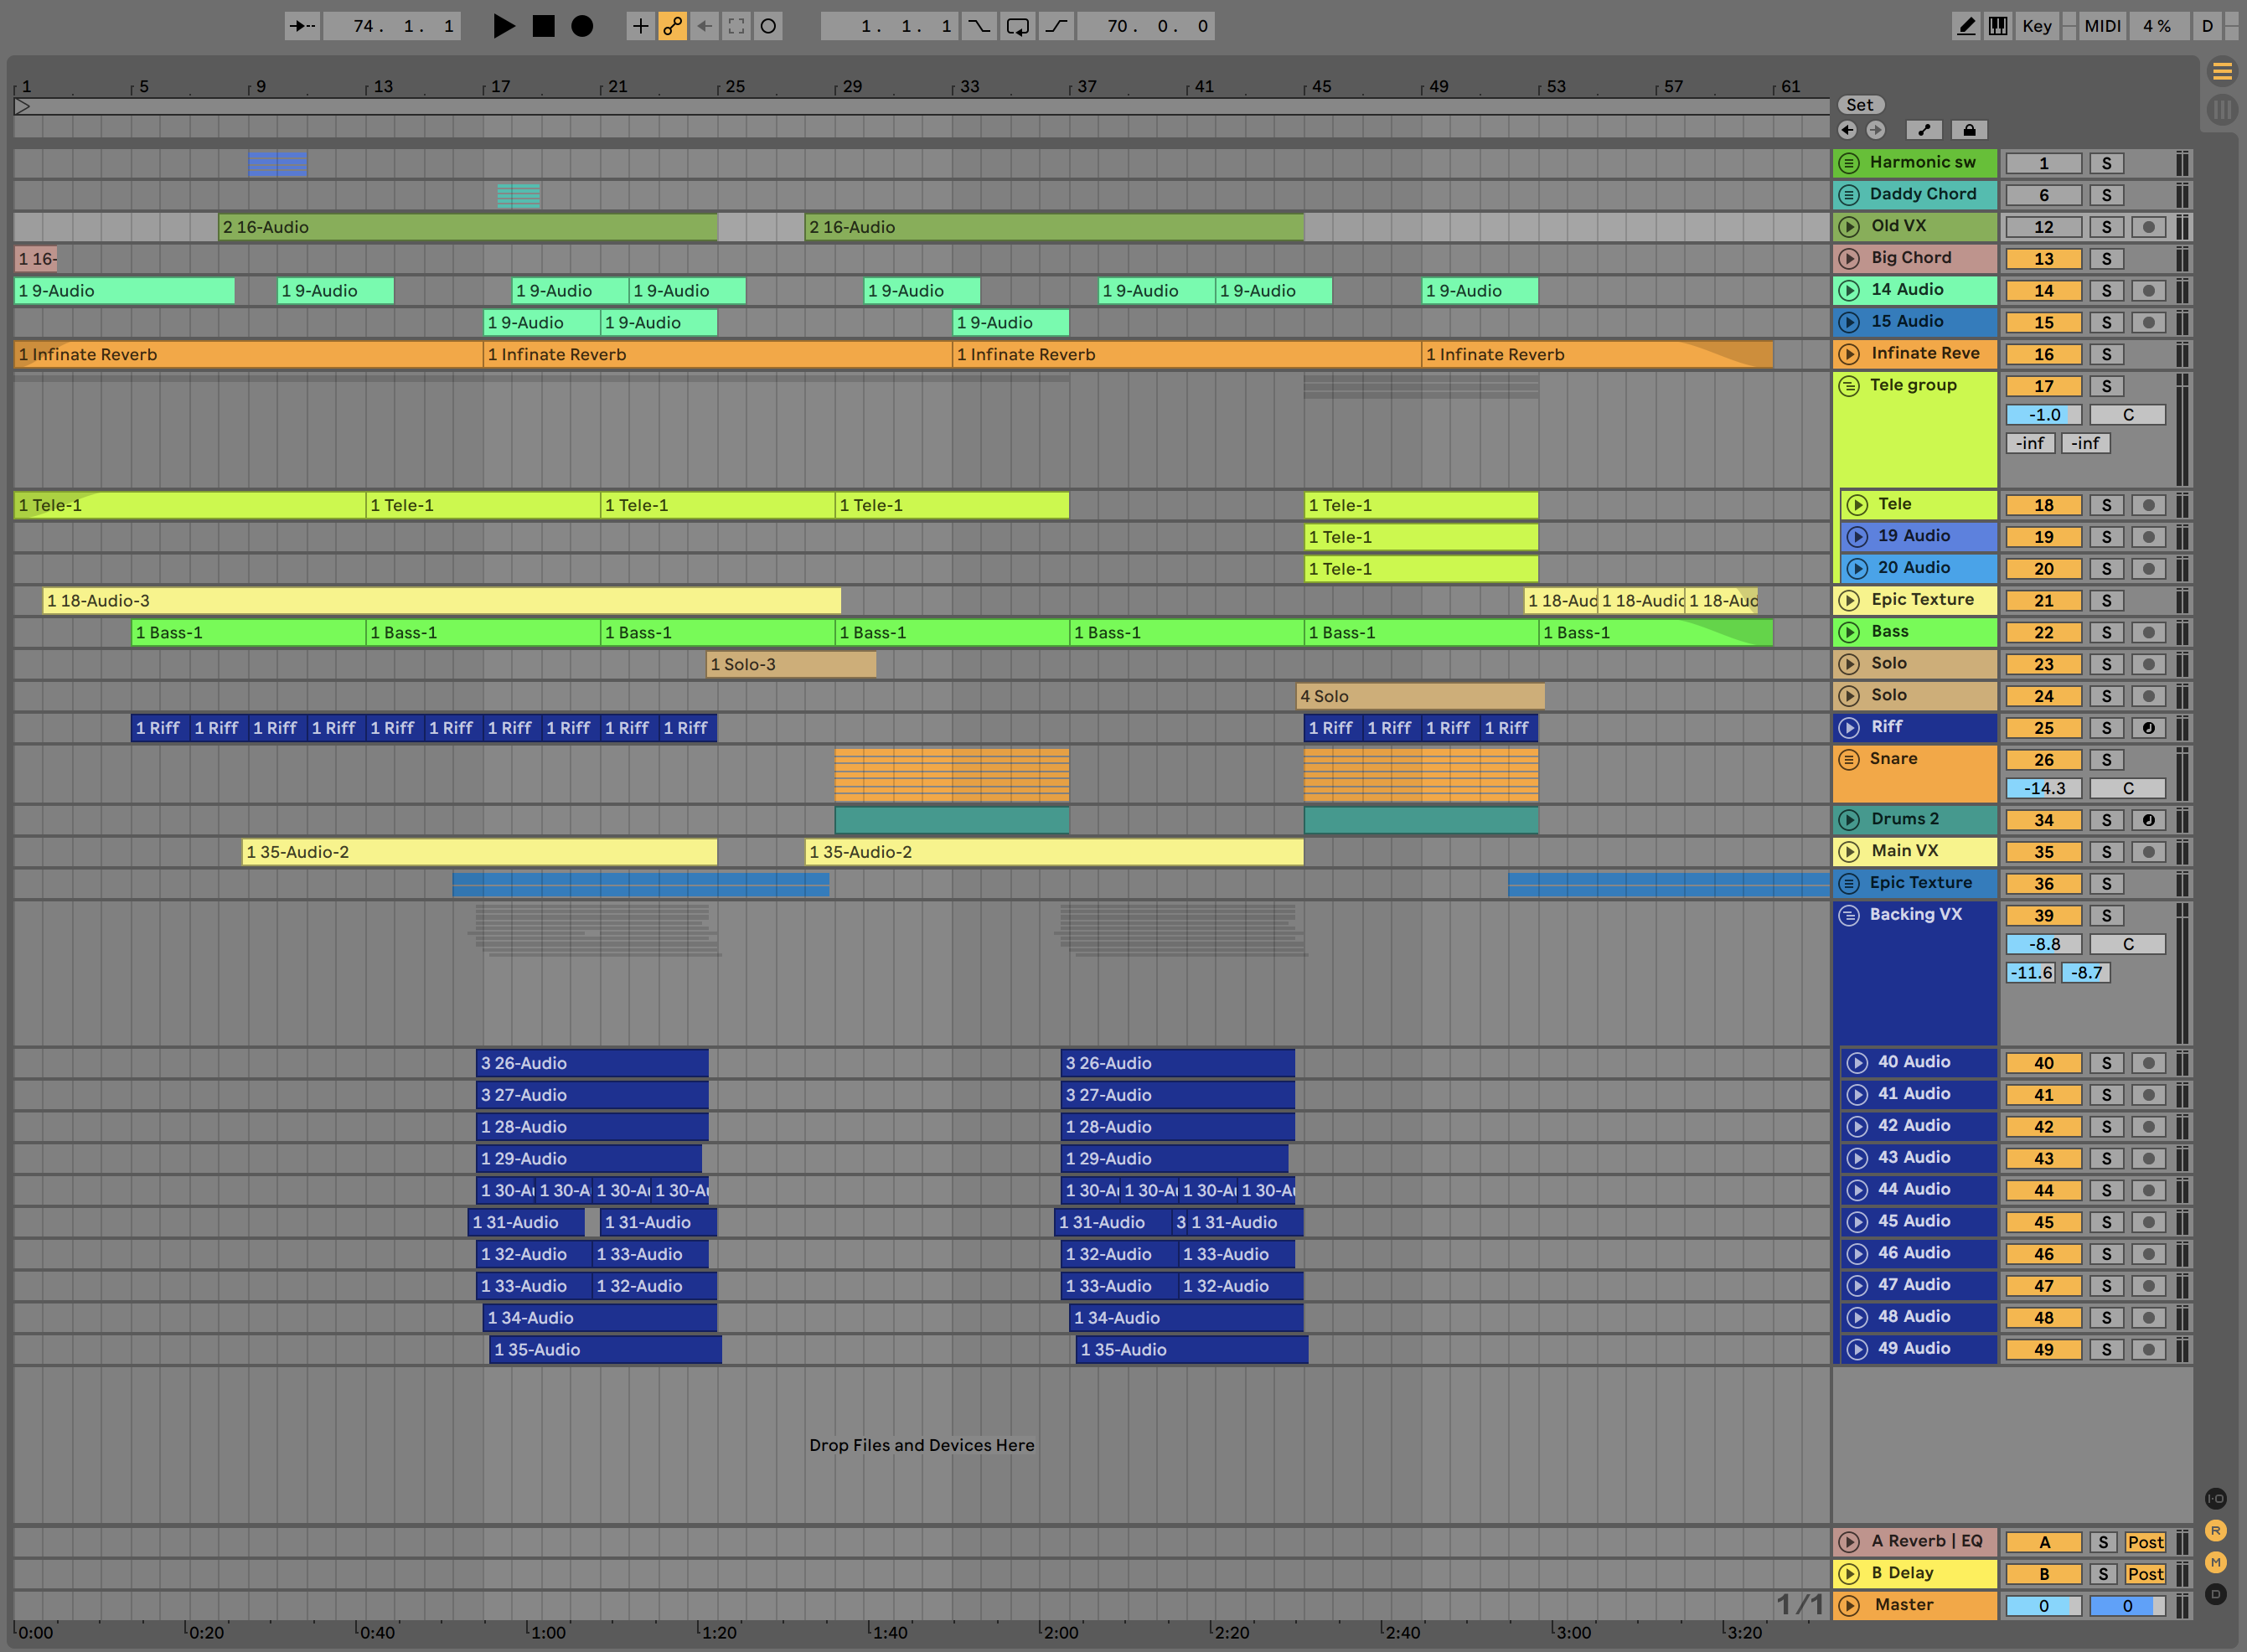 74. 1. 1 1. 1. 1 70. 0. 0 Key MIDI 4 % D
1 5 9 13 17 21 25 29 33 37 41 45 49 53 57 61
Set
Harmonic sw 1 S
Daddy Chord 6 S
2 16-Audio 2 16-Audio Old VX 12 S
1 16- Big Chord 13 S
1 9-Audio 1 9-Audio 1 9-Audio 1 9-Audio 1 9-Audio 1 9-Audio 1 9-Audio 1 9-Audio 14 Audio 14 S
1 9-Audio 1 9-Audio 1 9-Audio 15 Audio 15 S
1 Infinate Reverb 1 Infinate Reverb 1 Infinate Reverb 1 Infinate Reverb Infinate Reve 16 S
Tele group 17 S
-1.0 C
-inf -inf
1 Tele-1 1 Tele-1 1 Tele-1 1 Tele-1 1 Tele-1 Tele 18 S
1 Tele-1 19 Audio 19 S
1 Tele-1 20 Audio 20 S
1 18-Audio-3 1 18-Aud 1 18-Audic 1 18-Aud Epic Texture 21 S
1 Bass-1 1 Bass-1 1 Bass-1 1 Bass-1 1 Bass-1 1 Bass-1 1 Bass-1 Bass 22 S
1 Solo-3 Solo 23 S
4 Solo Solo 24 S
1 Riff 1 Riff 1 Riff 1 Riff 1 Riff 1 Riff 1 Riff 1 Riff 1 Riff 1 Riff 1 Riff 1 Riff 1 Riff 1 Riff Riff 25 S
Snare 26 S
-14.3 C
Drums 2 34 S
1 35-Audio-2 1 35-Audio-2 Main VX 35 S
Epic Texture 36 S
Backing VX 39 S
-8.8 C
-11.6 -8.7
3 26-Audio 3 26-Audio 40 Audio 40 S
3 27-Audio 3 27-Audio 41 Audio 41 S
1 28-Audio 1 28-Audio 42 Audio 42 S
1 29-Audio 1 29-Audio 43 Audio 43 S
1 30-Au 1 30-A 1 30-Au 1 30-Au 1 30-Au 1 30-Au 1 30-Au 1 30-Au 44 Audio 44 S
1 31-Audio 1 31-Audio 1 31-Audio 3 1 31-Audio 45 Audio 45 S
1 32-Audio 1 33-Audio 1 32-Audio 1 33-Audio 46 Audio 46 S
1 33-Audio 1 32-Audio 1 33-Audio 1 32-Audio 47 Audio 47 S
1 34-Audio 1 34-Audio 48 Audio 48 S
1 35-Audio 1 35-Audio 49 Audio 49 S
Drop Files and Devices Here
I·O
R
A Reverb | EQ A S Post
M
B Delay B S Post
D
1/1 Master 0 0
0:00 0:20 0:40 1:00 1:20 1:40 2:00 2:20 2:40 3:00 3:20